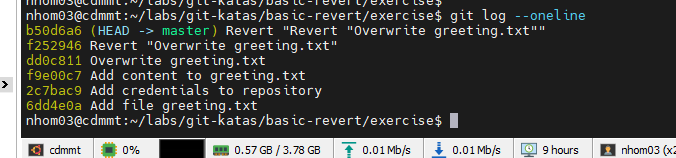 nhom03@cdmmt:~/labs/git-katas/basic-revert/exercise$
nhom03@cdmmt:~/labs/git-katas/basic-revert/exercise$ git log --oneline
b50d6a6 (HEAD -> master) Revert "Revert "Overwrite greeting.txt""
f252946 Revert "Overwrite greeting.txt"
dd0c811 Overwrite greeting.txt
f9e00c7 Add content to greeting.txt
2c7bac9 Add credentials to repository
6dd4e0a Add file greeting.txt
nhom03@cdmmt:~/labs/git-katas/basic-revert/exercise$
cdmmt 0% 0.57 GB / 3.78 GB 0.01 Mb/s 0.01 Mb/s 9 hours nhom03 (x2